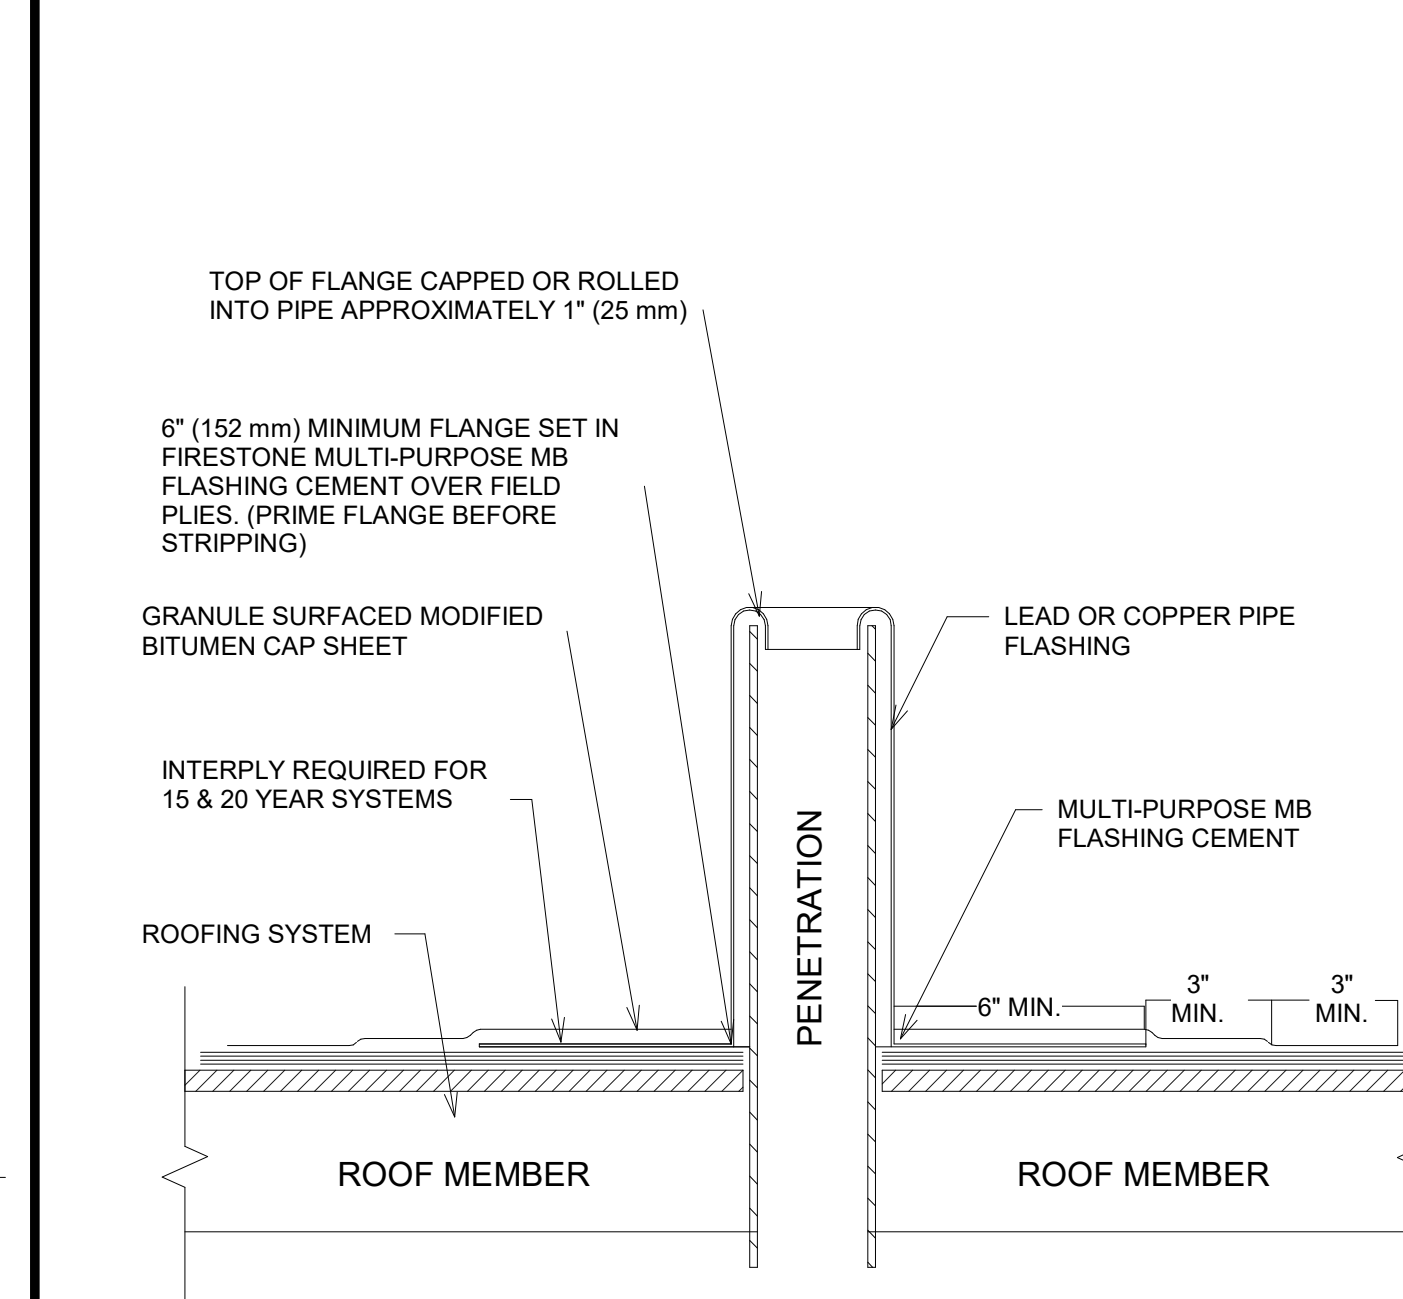 TOP OF FLANGE CAPPED OR ROLLED
INTO PIPE APPROXIMATELY 1" (25 mm)
6" (152 mm) MINIMUM FLANGE SET IN
FIRESTONE MULTI-PURPOSE MB
FLASHING CEMENT OVER FIELD
PLIES. (PRIME FLANGE BEFORE
STRIPPING)
GRANULE SURFACED MODIFIED
BITUMEN CAP SHEET
LEAD OR COPPER PIPE
FLASHING
INTERPLY REQUIRED FOR
15 & 20 YEAR SYSTEMS
MULTI-PURPOSE MB
FLASHING CEMENT
PENETRATION
ROOFING SYSTEM
6" MIN.
3"
MIN.
3"
MIN.
ROOF MEMBER
ROOF MEMBER